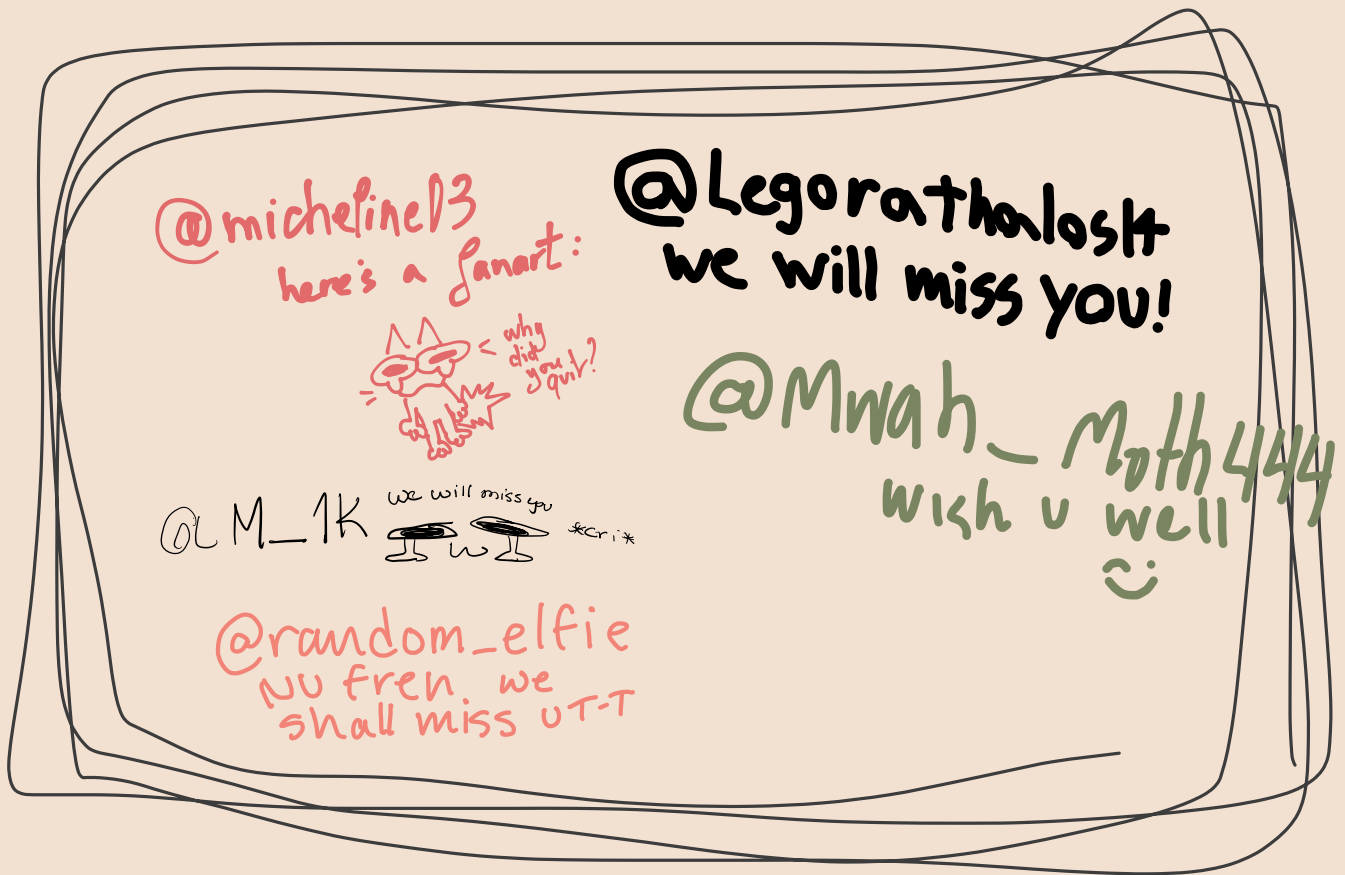 @micheline13
here's a fanart:
why
did
you
quit?
@Legorathalos14
we will miss you!
@Mwah_Moth444
wish u well
@LM_1K we will miss you
w *cri*
@random_elfie
NU fren we
shall miss u T-T